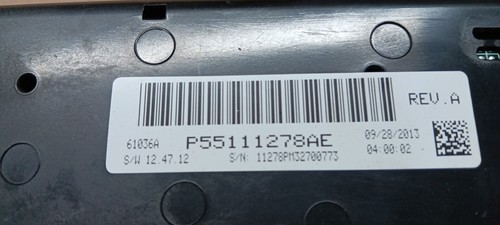 REV.A
61036A P55111278AE 09/28/2013
S/W 12.47.12 S/N: 11278PM32700773 04:00:02